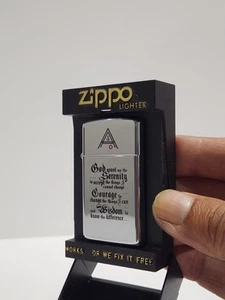 zippo
LIGHTER
God grant me the
Serenity
to accept the things I
cannot change
Courage to
change the things I can
and Wisdom to
know the difference
WORKS OR WE FIX IT FREE